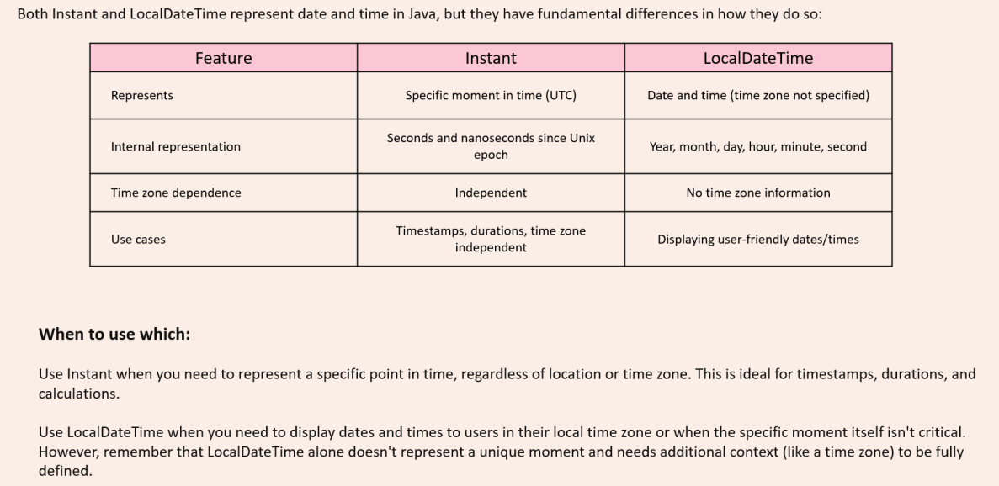 Both Instant and LocalDateTime represent date and time in Java, but they have fundamental differences in how they do so:
Feature
Instant
LocalDateTime
Represents
Specific moment in time (UTC)
Date and time (time zone not specified)
Internal representation
Seconds and nanoseconds since Unix
epoch
Year, month, day, hour, minute, second
Time zone dependence
Independent
No time zone information
Use cases
Timestamps, durations, time zone
independent
Displaying user-friendly dates/times
When to use which:
Use Instant when you need to represent a specific point in time, regardless of location or time zone. This is ideal for timestamps, durations, and
calculations.
Use LocalDateTime when you need to display dates and times to users in their local time zone or when the specific moment itself isn't critical.
However, remember that LocalDateTime alone doesn't represent a unique moment and needs additional context (like a time zone) to be fully
defined.